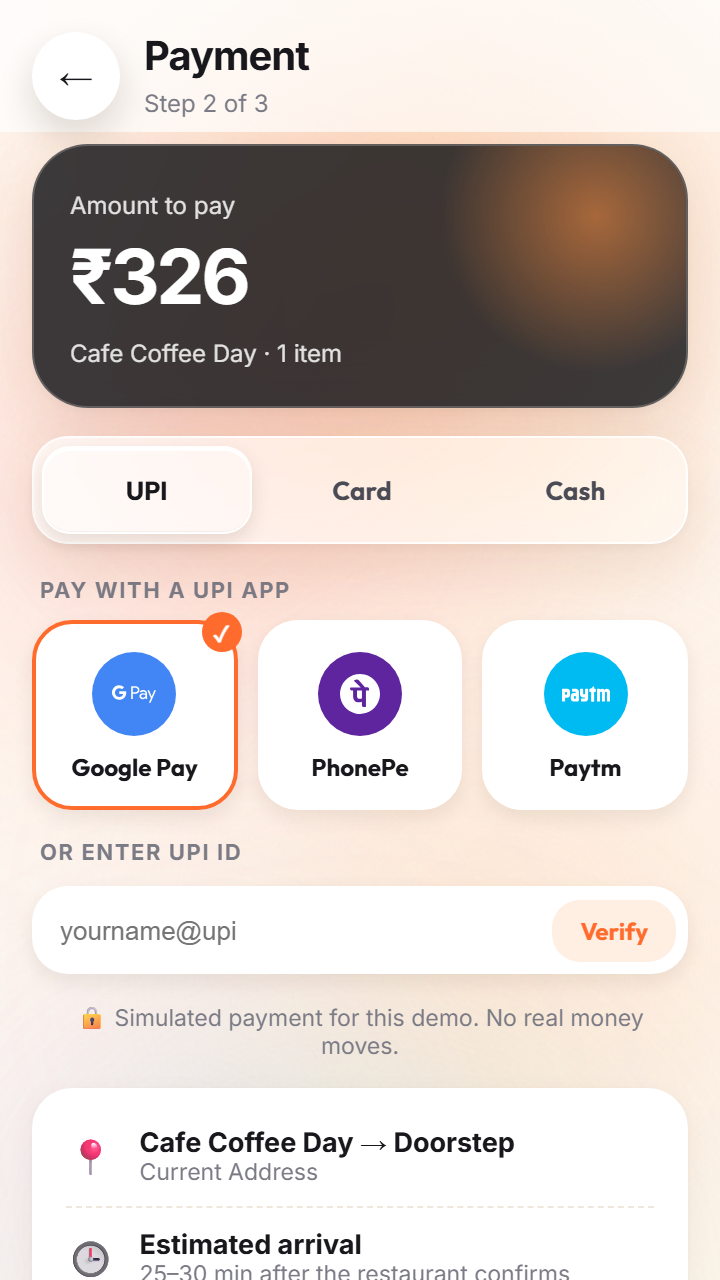 ←
Payment
Step 2 of 3
Amount to pay
₹326
Cafe Coffee Day · 1 item
UPI
Card
Cash
PAY WITH A UPI APP
✓
G Pay
पे
paytm
Google Pay
PhonePe
Paytm
OR ENTER UPI ID
yourname@upi
Verify
🔒 Simulated payment for this demo. No real money
moves.
Cafe Coffee Day → Doorstep
Current Address
Estimated arrival
25–30 min after the restaurant confirms